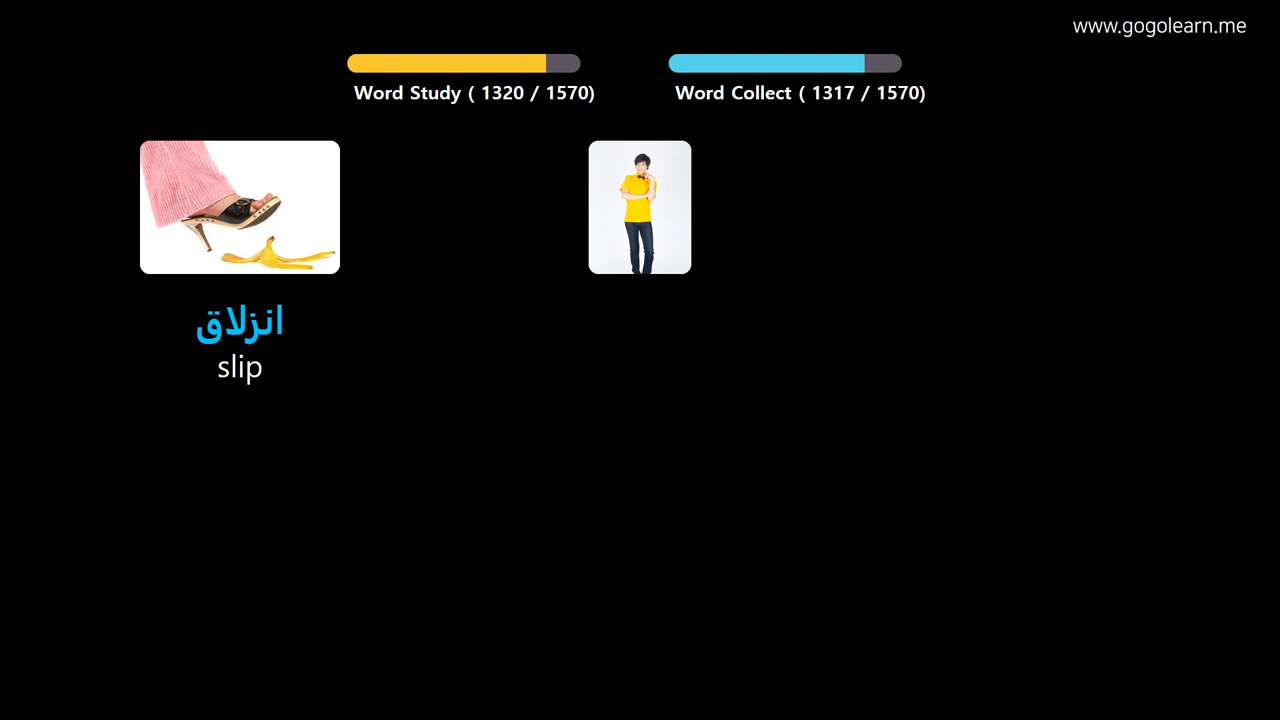 www.gogolearn.me
Word Study ( 1320 / 1570)
Word Collect ( 1317 / 1570)
انزلاق
slip